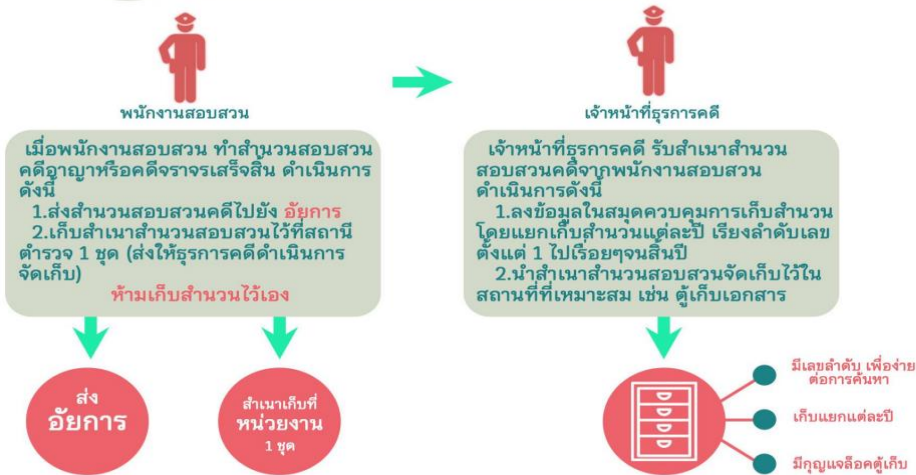 พนักงานสอบสวน
เมื่อพนักงานสอบสวน ทำสำนวนสอบสวน
คดีอาญาหรือคดีจราจรเสร็จสิ้น ดำเนินการ
ดังนี้
1.ส่งสำนวนสอบสวนคดีไปยัง อัยการ
2.เก็บสำเนาสำนวนสอบสวนไว้ที่สถานี
ตำรวจ 1 ชุด (ส่งให้ธุรการคดีดำเนินการ
จัดเก็บ)
ห้ามเก็บสำนวนไว้เอง
ส่ง
อัยการ
สำเนาเก็บที่
หน่วยงาน
1 ชุด
เจ้าหน้าที่ธุรการคดี
เจ้าหน้าที่ธุรการคดี รับสำเนาสำนวน
สอบสวนคดีจากพนักงานสอบสวน
ดำเนินการดังนี้
1.ลงข้อมูลในสมุดควบคุมการเก็บสำนวน
โดยแยกเก็บสำนวนแต่ละปี เรียงลำดับเลข
ตั้งแต่ 1 ไปเรื่อยๆจนสิ้นปี
2.นำสำเนาสำนวนสอบสวนจัดเก็บไว้ใน
สถานที่ที่เหมาะสม เช่น ตู้เก็บเอกสาร
มีเลขลำดับ เพื่อง่าย
ต่อการค้นหา
เก็บแยกแต่ละปี
มีกุญแจล็อคตู้เก็บ